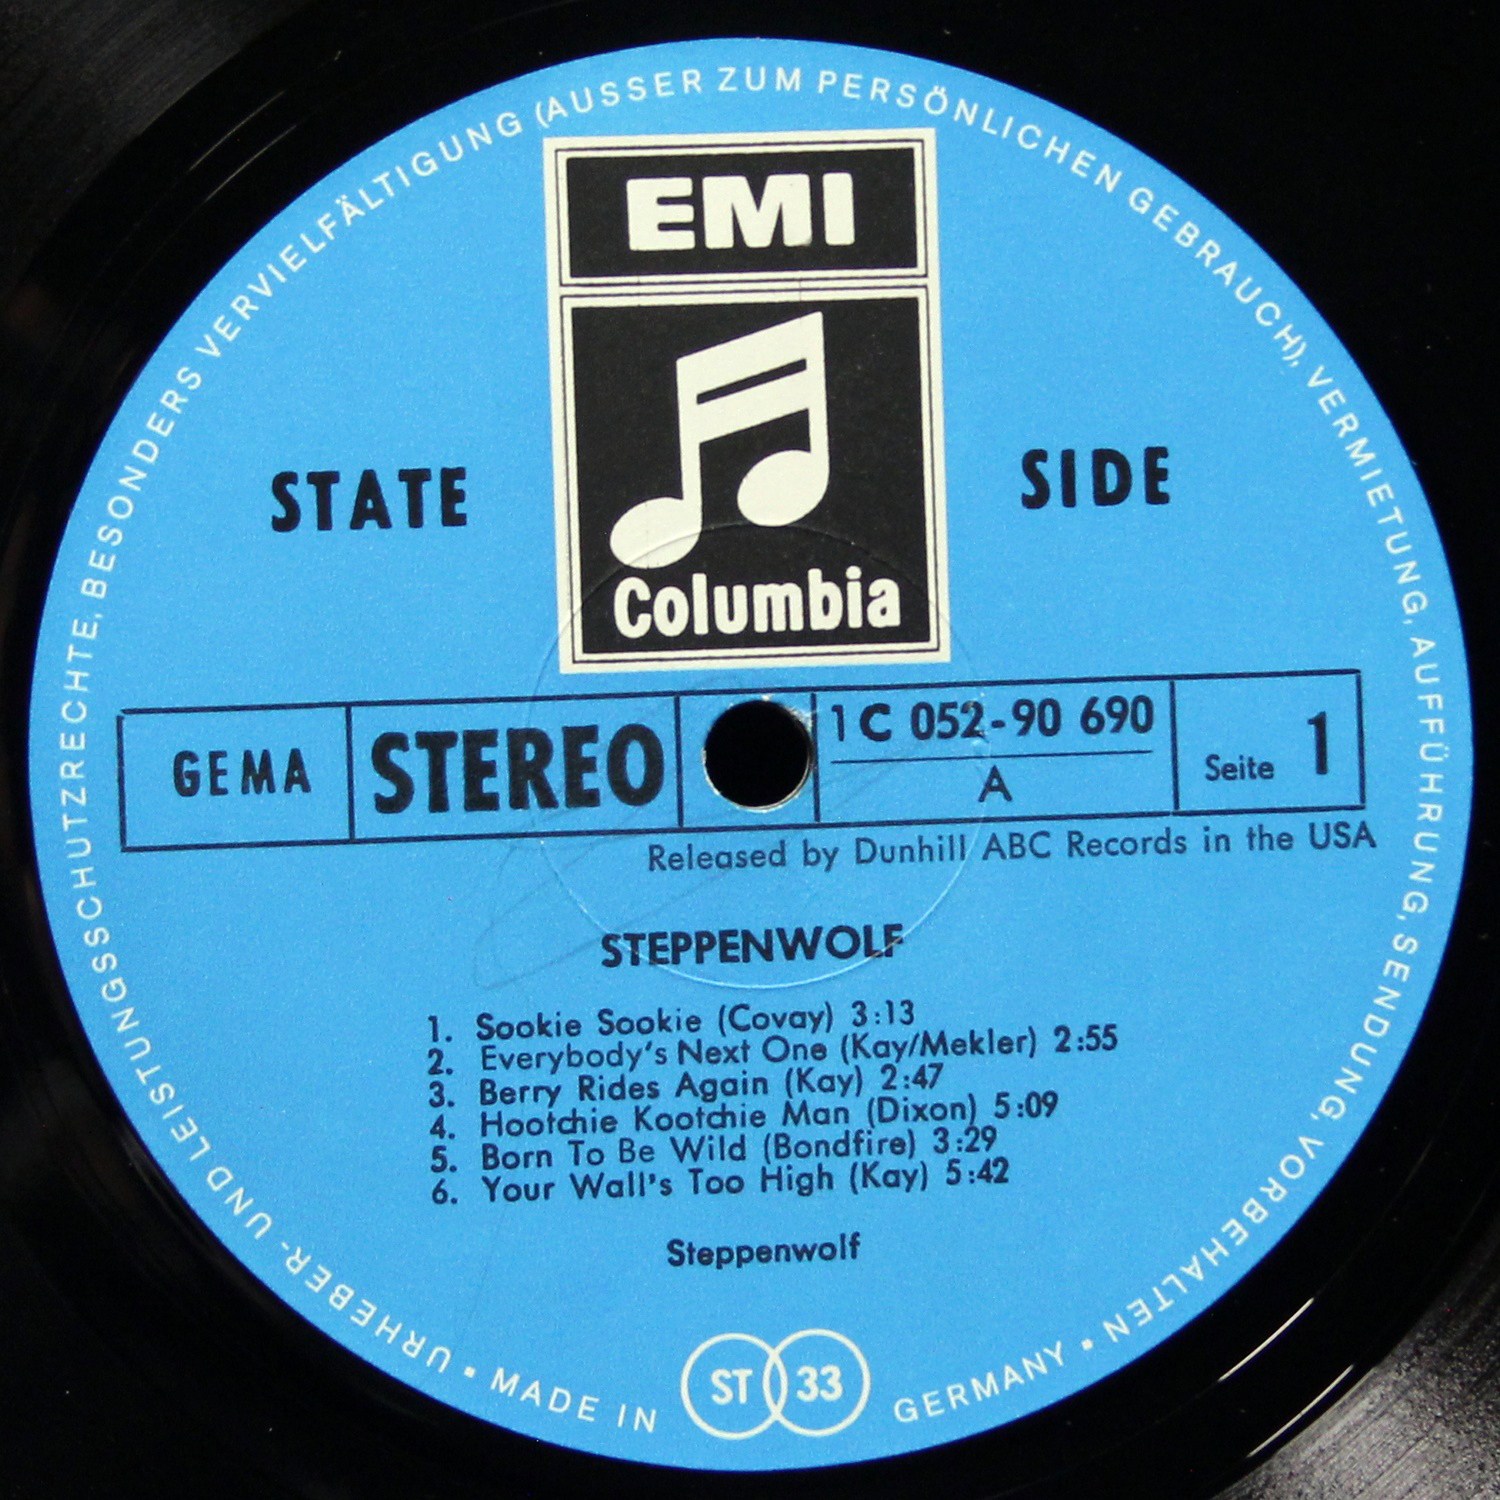 URHEBER- UND LEISTUNGSSCHUTZRECHTE, BESONDERS VERVIELFÄLTIGUNG (AUSSER ZUM PERSÖNLICHEN GEBRAUCH), VERMIETUNG, AUFFÜHRUNG, SENDUNG, VORBEHALTEN ▪
EMI
Columbia
STATE SIDE
GEMA STEREO 1 C 052-90 690 Seite 1
A
Released by Dunhill ABC Records in the USA
STEPPENWOLF
1. Sookie Sookie (Covay) 3:13
2. Everybody's Next One (Kay/Mekler) 2:55
3. Berry Rides Again (Kay) 2:47
4. Hootchie Kootchie Man (Dixon) 5:09
5. Born To Be Wild (Bondfire) 3:29
6. Your Wall's Too High (Kay) 5:42
Steppenwolf
ST 33
▪ MADE IN GERMANY